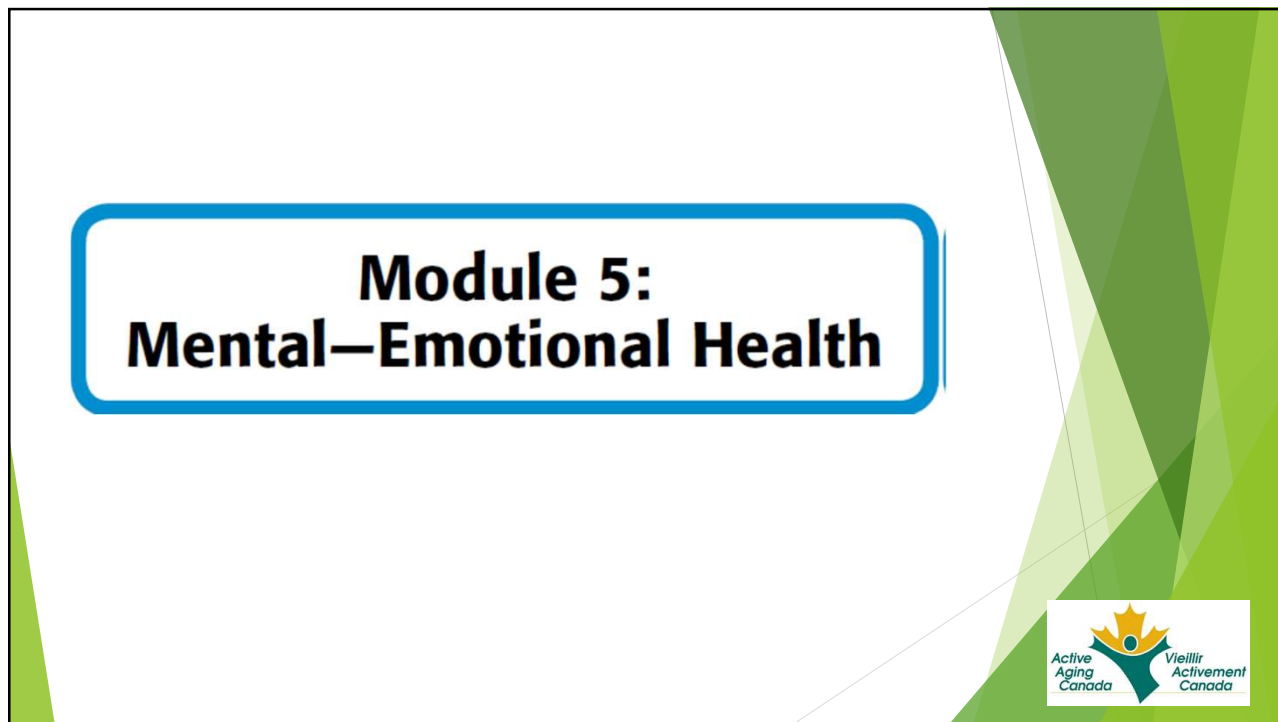 Module 5:
Mental—Emotional Health
Active
Aging
Canada
Vieillir
Activement
Canada